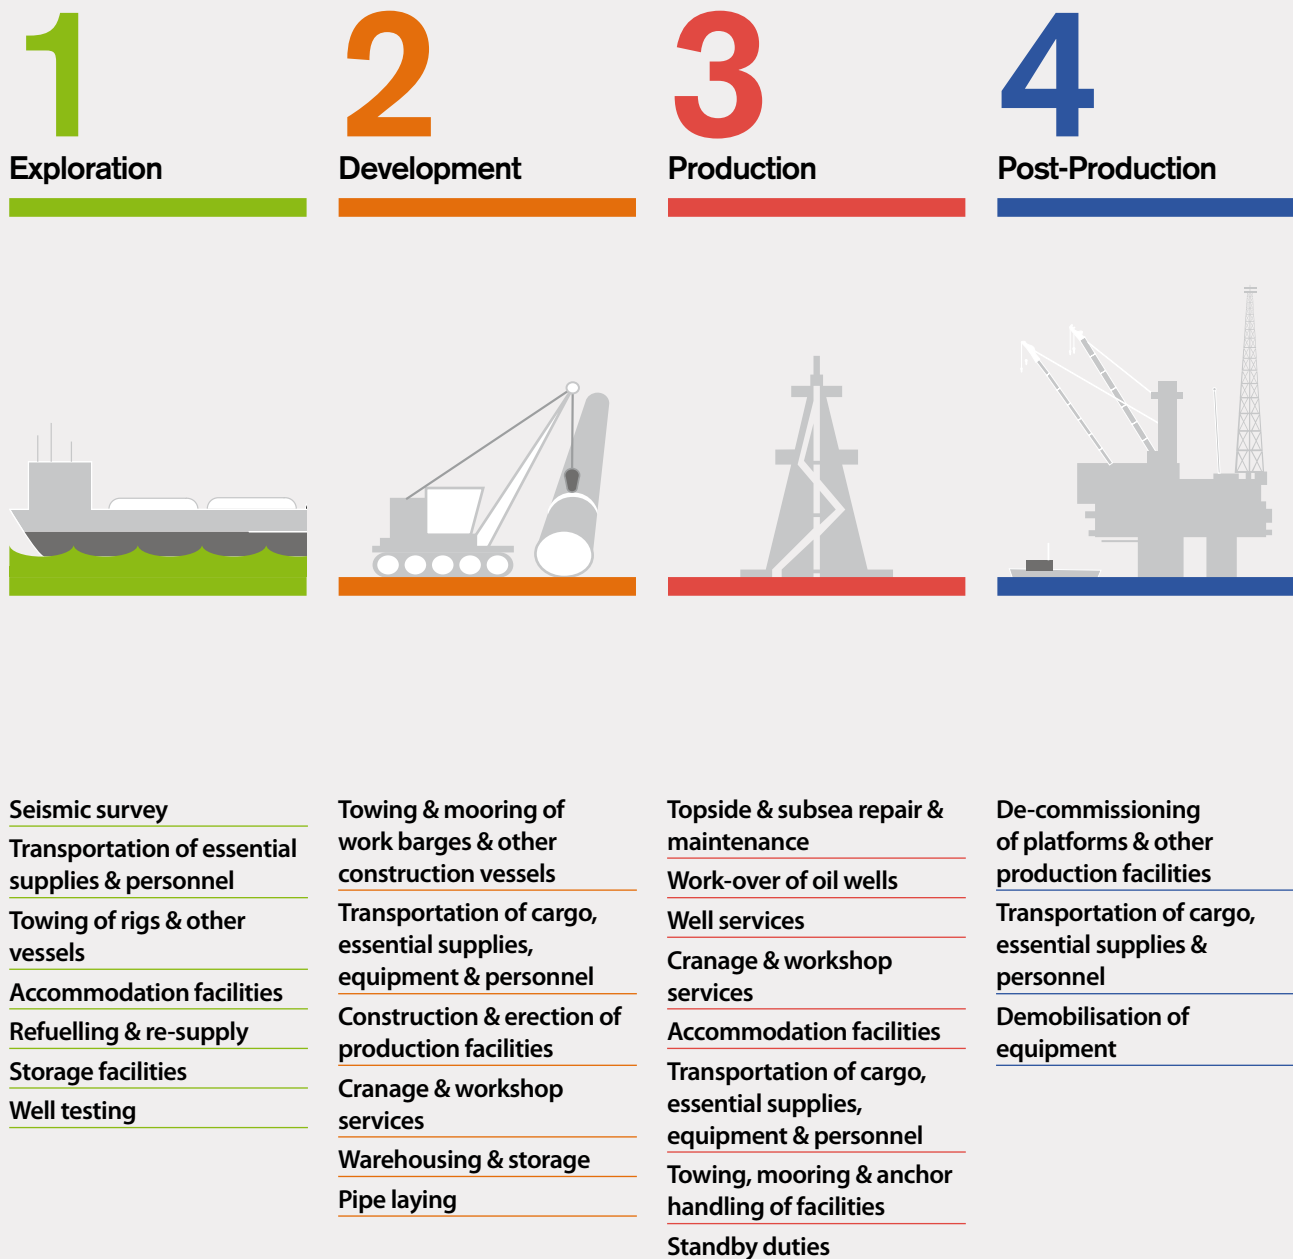 1
Exploration
2
Development
3
Production
4
Post-Production
Seismic survey
Transportation of essential
supplies & personnel
Towing of rigs & other
vessels
Accommodation facilities
Refuelling & re-supply
Storage facilities
Well testing
Towing & mooring of
work barges & other
construction vessels
Transportation of cargo,
essential supplies,
equipment & personnel
Construction & erection of
production facilities
Cranage & workshop
services
Warehousing & storage
Pipe laying
Topside & subsea repair &
maintenance
Work-over of oil wells
Well services
Cranage & workshop
services
Accommodation facilities
Transportation of cargo,
essential supplies,
equipment & personnel
Towing, mooring & anchor
handling of facilities
Standby duties
De-commissioning
of platforms & other
production facilities
Transportation of cargo,
essential supplies &
personnel
Demobilisation of
equipment